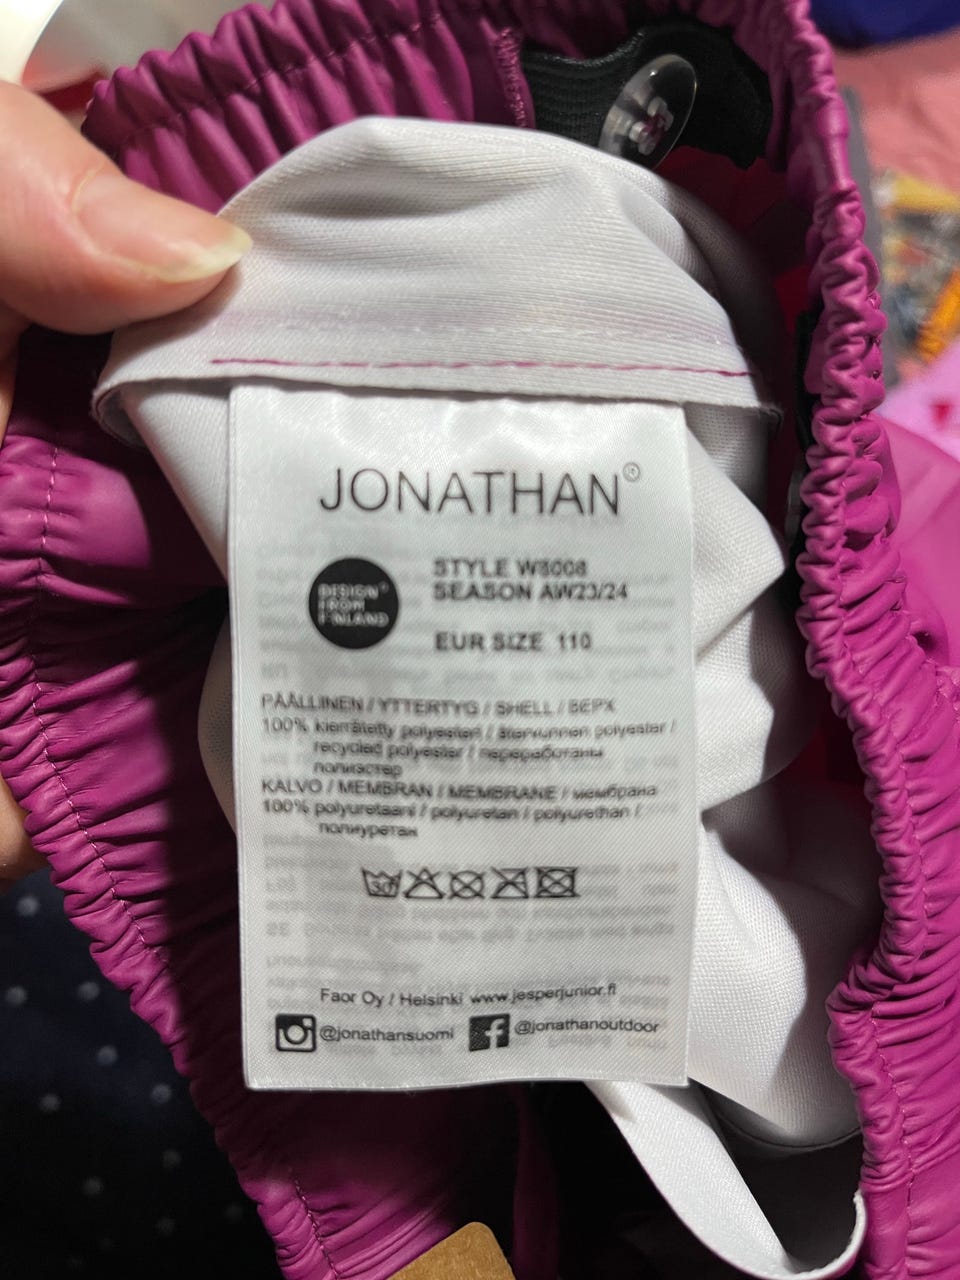 JONATHAN®
DESIGN
FROM
FINLAND
STYLE W8008
SEASON AW23/24
EUR SIZE 110
PÄÄLLINEN / YTTERTYG / SHELL / ВЕРХ
100% kierrätetty polyesteri / återvunnen polyester /
recycled polyester / переработаны
полиэстер
KALVO / MEMBRAN / MEMBRANE / мембрана
100% polyuretaani / polyuretan / polyurethan /
полиуретан
30
Faor Oy / Helsinki www.jesperjunior.fi
@jonathansuomi @jonathanoutdoor